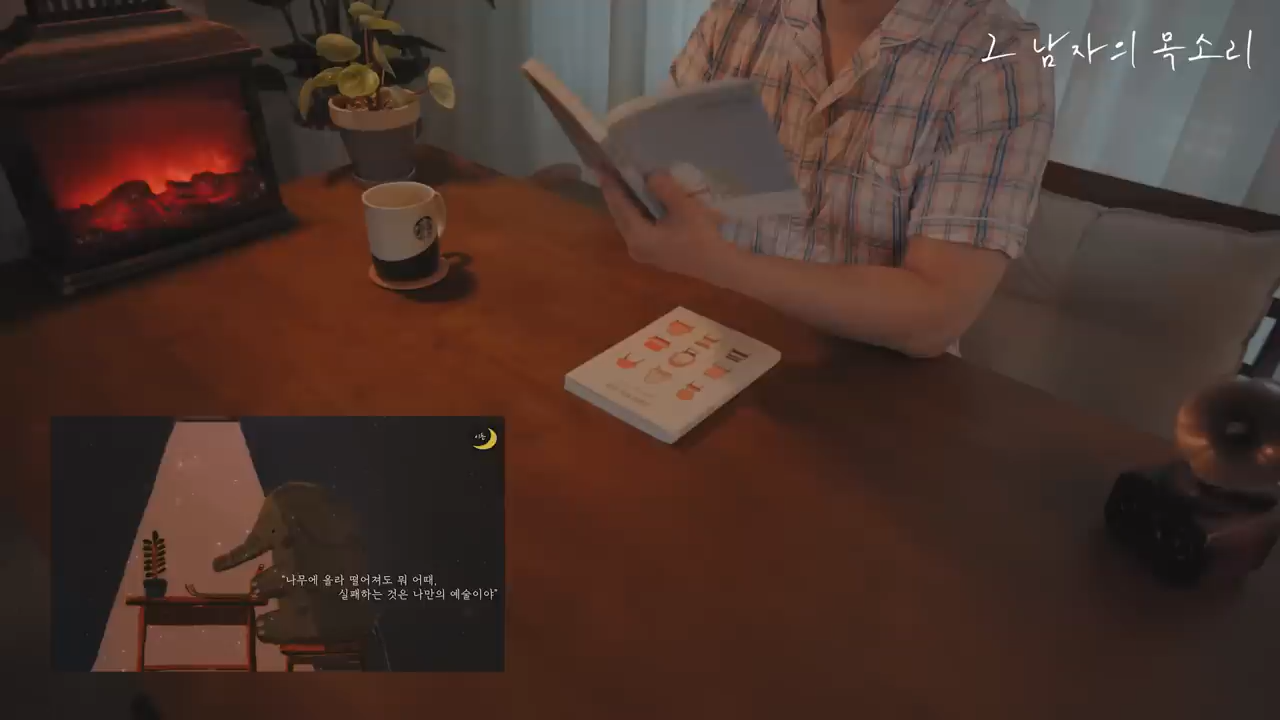 그 남자의 목소리
"나무에 올라 떨어져도 뭐 어때,
실패하는 것은 나만의 예술이야"